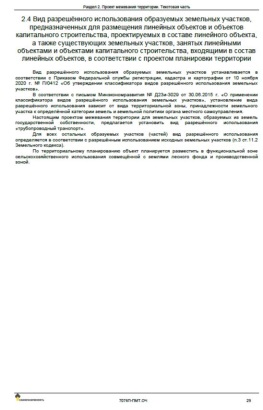 Раздел 2. Проект межевания территории. Текстовая часть.
2.4 Вид разрешённого использования образуемых земельных участков,
предназначенных для размещения линейных объектов и объектов
капитального строительства, проектируемых в составе линейного объекта,
а также существующих земельных участков, занятых линейными
объектами и объектами капитального строительства, входящими в состав
линейных объектов, в соответствии с проектом планировки территории
Вид разрешённого использования образуемых земельных участков устанавливается в
соответствии с Приказом Федеральной службы регистрации, кадастра и картографии от 10 ноября
2020 г. № П/0412 «Об утверждении классификатора видов разрешённого использования земельных
участков».
В соответствии с письмом Минэкономразвития № Д23и-3029 от 30.06.2015 г. «О применении
классификатора видов разрешённого использования земельных участков», установление вида
разрешённого использования зависит от вида территориальной зоны, принадлежности земельного
участка к определённой категории земель и земельной политики органа местного самоуправления.
Настоящим проектом межевания территории для земельных участков, образуемых из земель
государственной собственности, предлагается установить вид разрешённого использования
«трубопроводный транспорт».
Для всех остальных образуемых участков (частей) вид разрешённого использования
определяется в соответствии с разрешённым использованием исходных земельных участков (п.3 ст 11.2
Земельного кодекса).
По территориальному планированию объект планируется разместить в функциональной зоне
сельскохозяйственного использования совмещённой с землями лесного фонда и производственной
зоной.
7076П-ПМТ.ОЧ
29